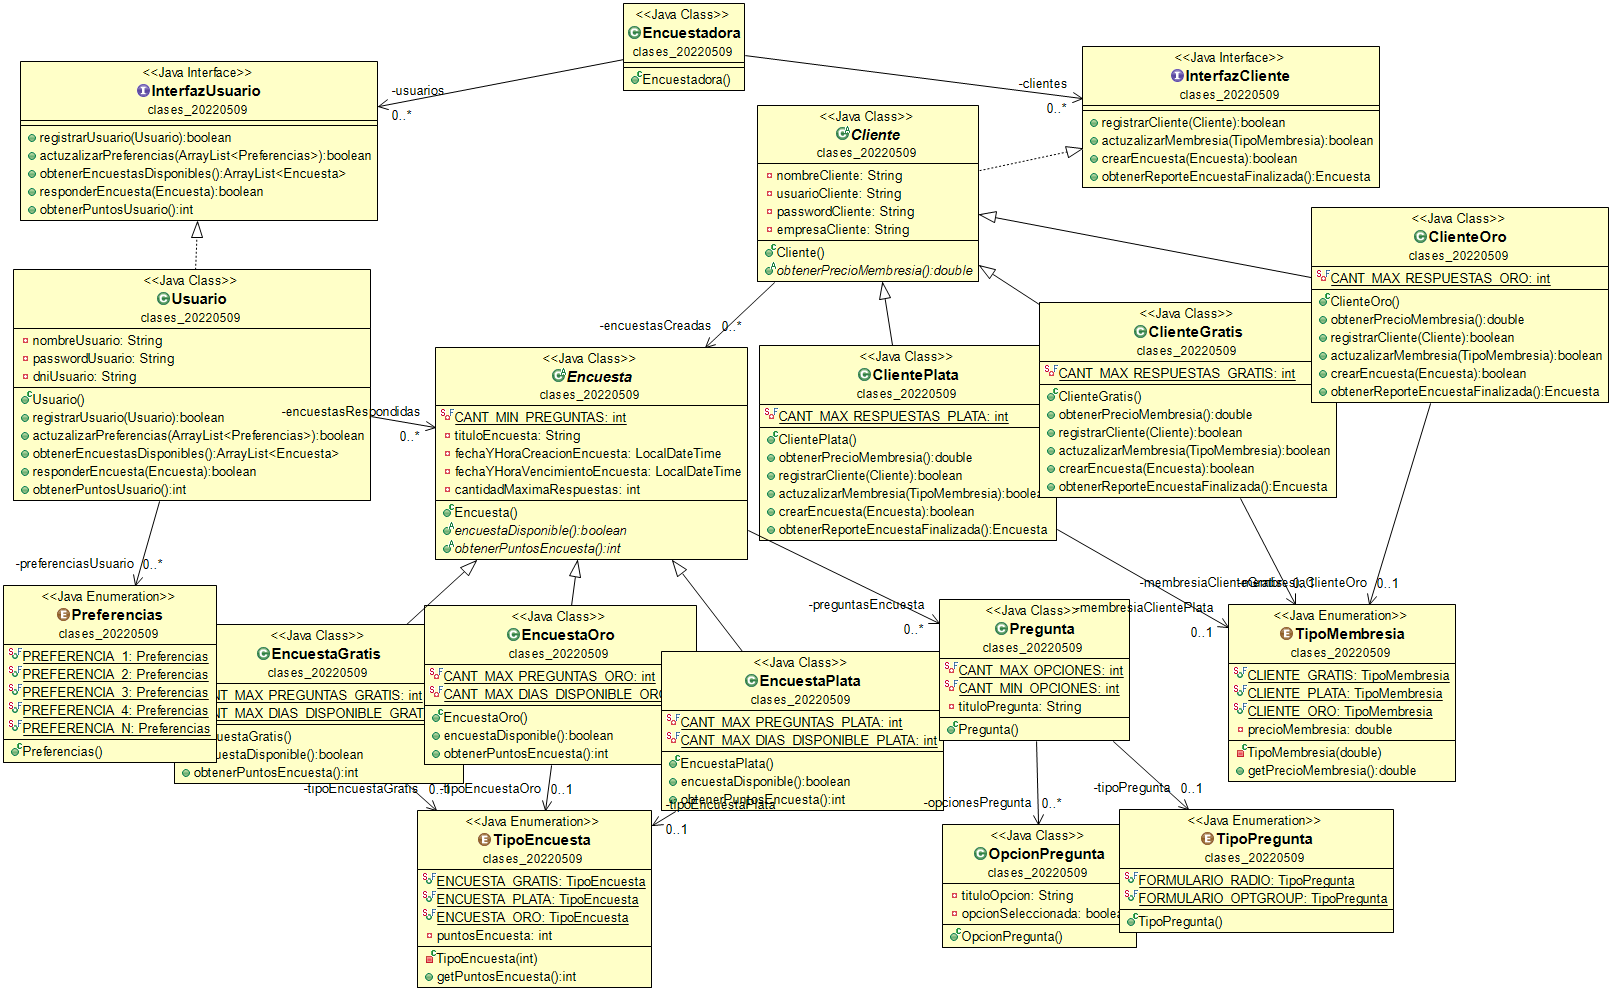 <<Java Class>>
Encuestadora
clases_20220509
Encuestadora()
-usuarios
0..*
-clientes
0..*
<<Java Interface>>
InterfazUsuario
clases_20220509
registrarUsuario(Usuario):boolean
actuzalizarPreferencias(ArrayList<Preferencias>):boolean
obtenerEncuestasDisponibles():ArrayList<Encuesta>
responderEncuesta(Encuesta):boolean
obtenerPuntosUsuario():int
<<Java Interface>>
InterfazCliente
clases_20220509
registrarCliente(Cliente):boolean
actuzalizarMembresia(TipoMembresia):boolean
crearEncuesta(Encuesta):boolean
obtenerReporteEncuestaFinalizada():Encuesta
<<Java Class>>
Cliente
clases_20220509
nombreCliente: String
usuarioCliente: String
passwordCliente: String
empresaCliente: String
Cliente()
obtenerPrecioMembresia():double
<<Java Class>>
ClienteOro
clases_20220509
CANT_MAX_RESPUESTAS_ORO: int
ClienteOro()
obtenerPrecioMembresia():double
registrarCliente(Cliente):boolean
actuzalizarMembresia(TipoMembresia):boolean
crearEncuesta(Encuesta):boolean
obtenerReporteEncuestaFinalizada():Encuesta
<<Java Class>>
Usuario
clases_20220509
nombreUsuario: String
passwordUsuario: String
dniUsuario: String
Usuario()
registrarUsuario(Usuario):boolean
actuzalizarPreferencias(ArrayList<Preferencias>):boolean
obtenerEncuestasDisponibles():ArrayList<Encuesta>
responderEncuesta(Encuesta):boolean
obtenerPuntosUsuario():int
-encuestasRespondidas
0..*
-encuestasCreadas
0..*
<<Java Class>>
Encuesta
clases_20220509
CANT_MIN_PREGUNTAS: int
tituloEncuesta: String
fechaYHoraCreacionEncuesta: LocalDateTime
fechaYHoraVencimientoEncuesta: LocalDateTime
cantidadMaximaRespuestas: int
Encuesta()
encuestaDisponible():boolean
obtenerPuntosEncuesta():int
<<Java Class>>
ClientePlata
clases_20220509
CANT_MAX_RESPUESTAS_PLATA: int
ClientePlata()
obtenerPrecioMembresia():double
registrarCliente(Cliente):boolean
actuzalizarMembresia(TipoMembresia):boolea
crearEncuesta(Encuesta):boolean
obtenerReporteEncuestaFinalizada():Encuesta
<<Java Class>>
ClienteGratis
clases_20220509
CANT_MAX_RESPUESTAS_GRATIS: int
ClienteGratis()
obtenerPrecioMembresia():double
registrarCliente(Cliente):boolean
actuzalizarMembresia(TipoMembresia):boolean
crearEncuesta(Encuesta):boolean
obtenerReporteEncuestaFinalizada():Encuesta
-preferenciasUsuario
0..*
-preguntasEncuesta
0..*
-membresiaClienteOro
0..1
-membresiaClientePlata
0..1
<<Java Enumeration>>
Preferencias
clases_20220509
PREFERENCIA_1: Preferencias
PREFERENCIA_2: Preferencias
PREFERENCIA_3: Preferencias
PREFERENCIA_4: Preferencias
PREFERENCIA_N: Preferencias
Preferencias()
<<Java Class>>
EncuestaGratis
clases_20220509
NT_MAX_PREGUNTAS_GRATIS: int
NT_MAX_DIAS_DISPONIBLE_GRAT
uestaGratis()
uestaDisponible():boolean
obtenerPuntosEncuesta():int
<<Java Class>>
EncuestaOro
clases_20220509
CANT_MAX_PREGUNTAS_ORO: int
CANT_MAX_DIAS_DISPONIBLE_ORO
EncuestaOro()
encuestaDisponible():boolean
obtenerPuntosEncuesta():int
<<Java Class>>
EncuestaPlata
clases_20220509
CANT_MAX_PREGUNTAS_PLATA: int
CANT_MAX_DIAS_DISPONIBLE_PLATA: int
EncuestaPlata()
encuestaDisponible():boolean
obtenerPuntosEncuesta():int
<<Java Class>>
Pregunta
clases_20220509
CANT_MAX_OPCIONES: int
CANT_MIN_OPCIONES: int
tituloPregunta: String
Pregunta()
<<Java Enumeration>>
TipoMembresia
clases_20220509
CLIENTE_GRATIS: TipoMembresia
CLIENTE_PLATA: TipoMembresia
CLIENTE_ORO: TipoMembresia
precioMembresia: double
TipoMembresia(double)
getPrecioMembresia():double
-tipoEncuestaGratis
-tipoEncuestaOro
0..1
-tipoEncuestaPlata
0..1
-opcionesPregunta
0..*
-tipoPregunta
0..1
<<Java Enumeration>>
TipoEncuesta
clases_20220509
ENCUESTA_GRATIS: TipoEncuesta
ENCUESTA_PLATA: TipoEncuesta
ENCUESTA_ORO: TipoEncuesta
puntosEncuesta: int
TipoEncuesta(int)
getPuntosEncuesta():int
<<Java Class>>
OpcionPregunta
clases_20220509
tituloOpcion: String
opcionSeleccionada: boolea
OpcionPregunta()
<<Java Enumeration>>
TipoPregunta
clases_20220509
FORMULARIO_RADIO: TipoPregunta
FORMULARIO_OPTGROUP: TipoPregunta
TipoPregunta()